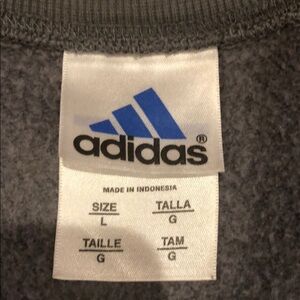 adidas®
MADE IN INDONESIA
SIZE TALLA
L G
TAILLE TAM
G G